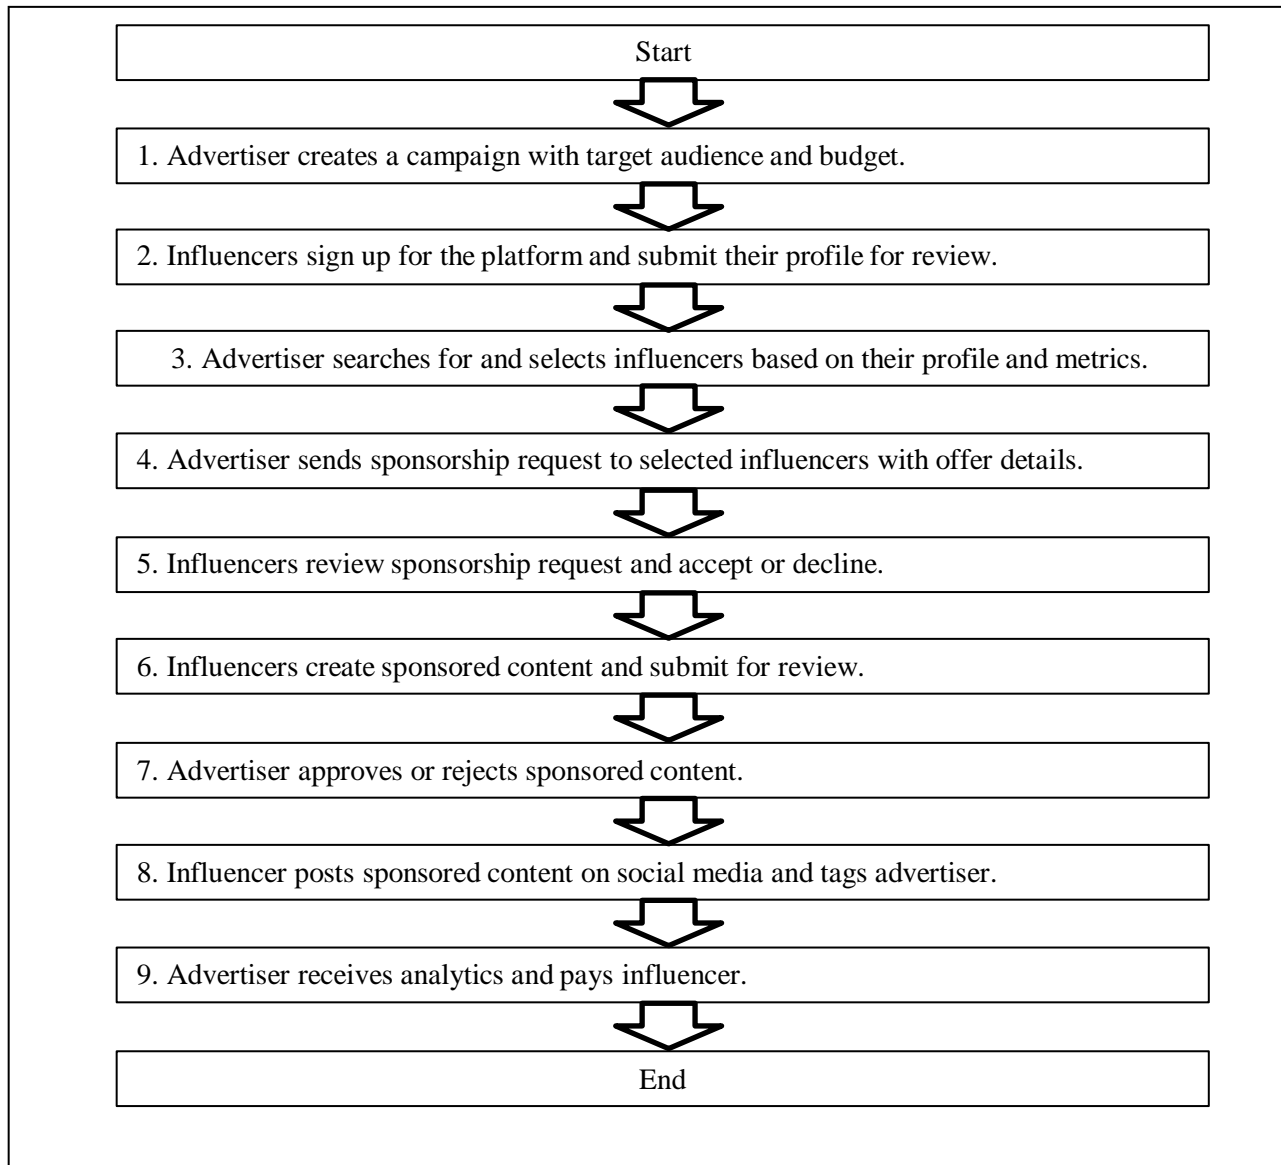 Start
1. Advertiser creates a campaign with target audience and budget.
2. Influencers sign up for the platform and submit their profile for review.
3. Advertiser searches for and selects influencers based on their profile and metrics.
4. Advertiser sends sponsorship request to selected influencers with offer details.
5. Influencers review sponsorship request and accept or decline.
6. Influencers create sponsored content and submit for review.
7. Advertiser approves or rejects sponsored content.
8. Influencer posts sponsored content on social media and tags advertiser.
9. Advertiser receives analytics and pays influencer.
End